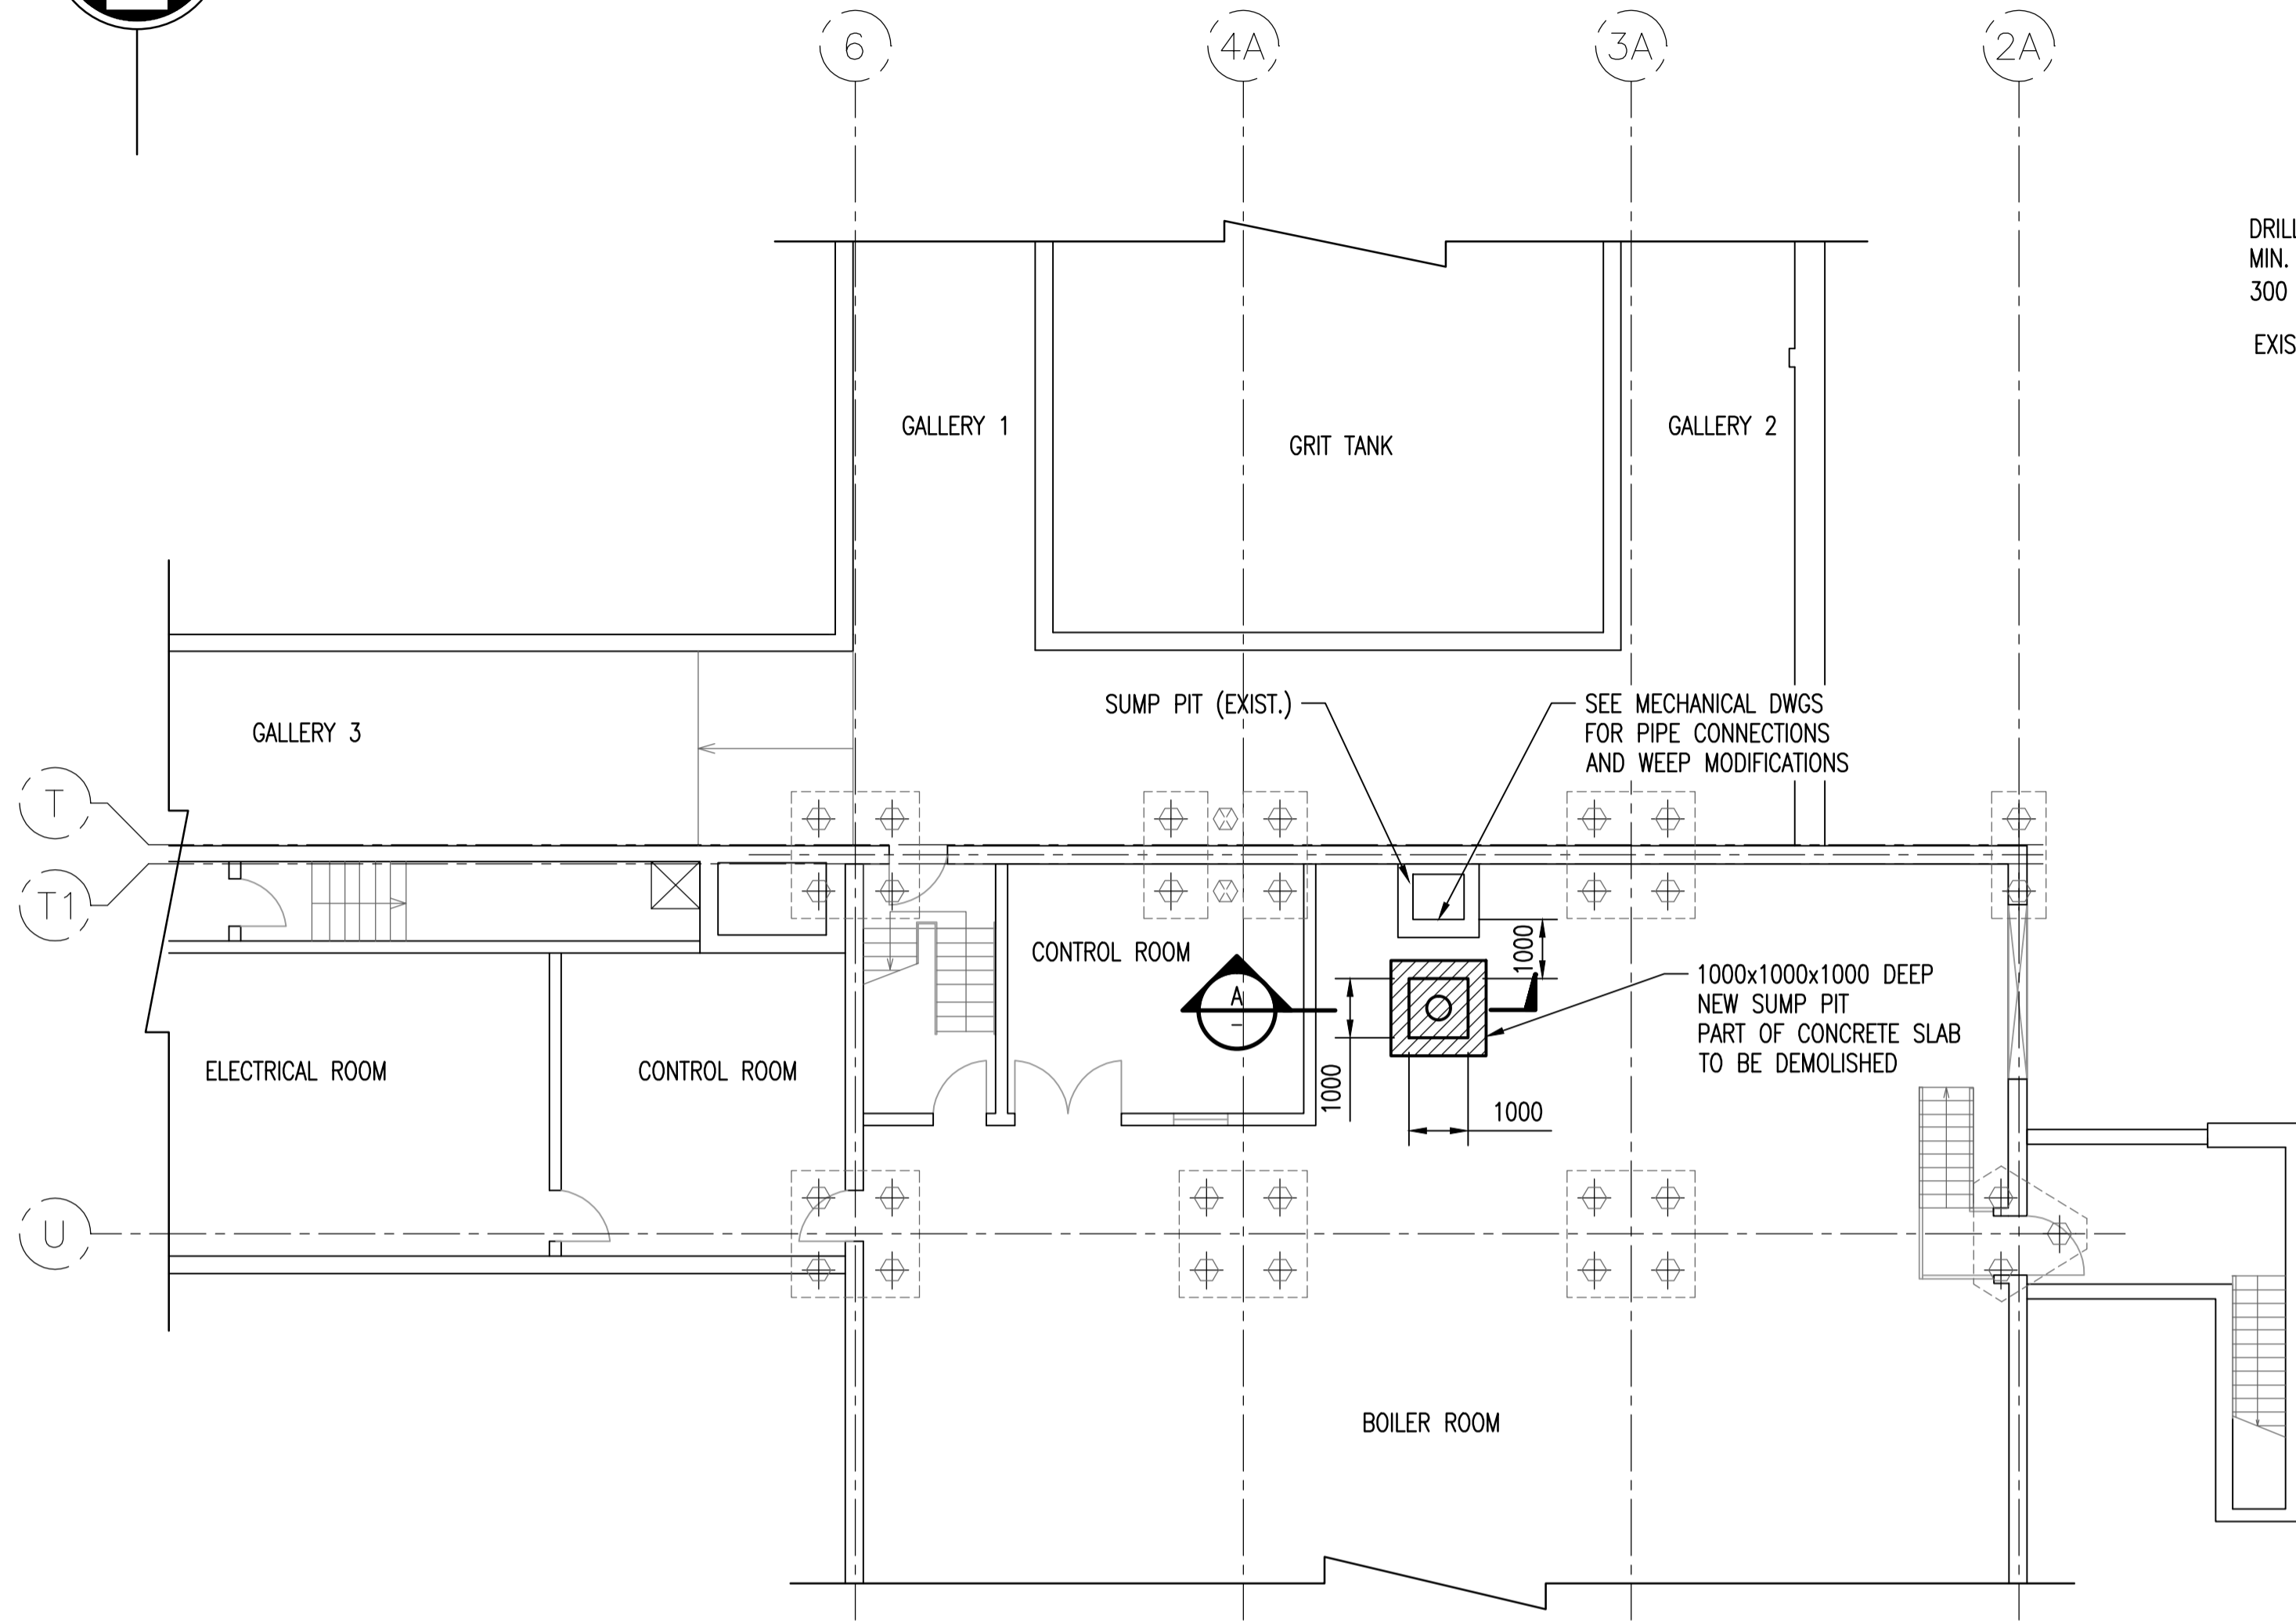 6
4A
3A
2A
DRILL
MIN.
300
EXIS
GALLERY 1
GRIT TANK
GALLERY 2
SUMP PIT (EXIST.)
SEE MECHANICAL DWGS
FOR PIPE CONNECTIONS
AND WEEP MODIFICATIONS
GALLERY 3
T
T1
CONTROL ROOM
1000
A
-
1000x1000x1000 DEEP
NEW SUMP PIT
PART OF CONCRETE SLAB
TO BE DEMOLISHED
ELECTRICAL ROOM
CONTROL ROOM
1000
1000
U
BOILER ROOM